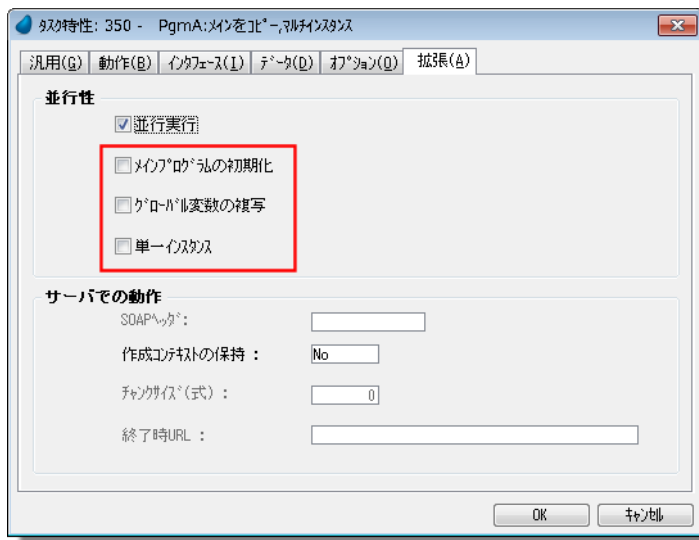 ﾀｽｸ特性: 350 -   PgmA:ﾒｲﾝをｺﾋﾟｰ,ﾏﾙﾁｲﾝｽﾀﾝｽ
汎用(G) 動作(B) ｲﾝﾀﾌｪｰｽ(I) ﾃﾞｰﾀ(D) ｵﾌﾟｼｮﾝ(O) 拡張(A)
並行性
並行実行
ﾒｲﾝﾌﾟﾛｸﾞﾗﾑの初期化
ｸﾞﾛｰﾊﾞﾙ変数の複写
単一ｲﾝｽﾀﾝｽ
サーバでの動作
SOAPﾍｯﾀﾞ:
作成ｺﾝﾃｷｽﾄの保持 : No
ﾁｬﾝｸｻｲｽﾞ(式) : 0
終了時URL :
OK ｷｬﾝｾﾙ